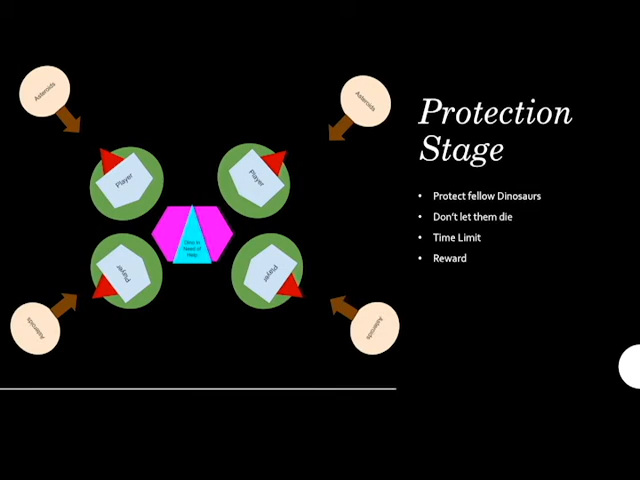 Protection
Stage
• Protect fellow Dinosaurs
• Don't let them die
• Time Limit
• Reward
Asteroids
Asteroids
Player
Player
Dino in
Need of
Help
Player
Player
Asteroids
Asteroids